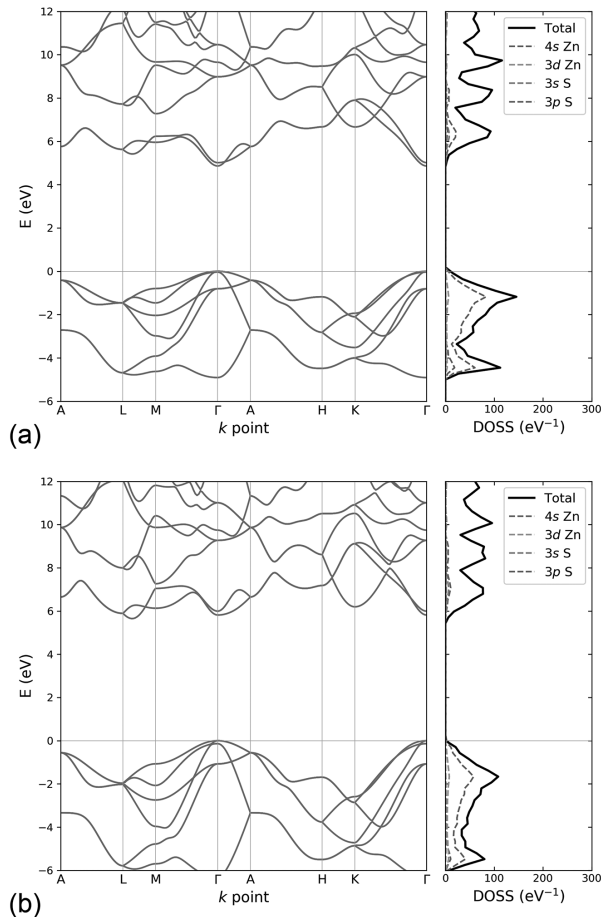 12
10
8
6
4
2
0
−2
−4
−6
E (eV)
A L M Γ A H K Γ
k point
Total
4s Zn
3d Zn
3s S
3p S
0 100 200 300
DOSS (eV⁻¹)
(a)
12
10
8
6
4
2
0
−2
−4
−6
E (eV)
A L M Γ A H K Γ
k point
Total
4s Zn
3d Zn
3s S
3p S
0 100 200 300
DOSS (eV⁻¹)
(b)